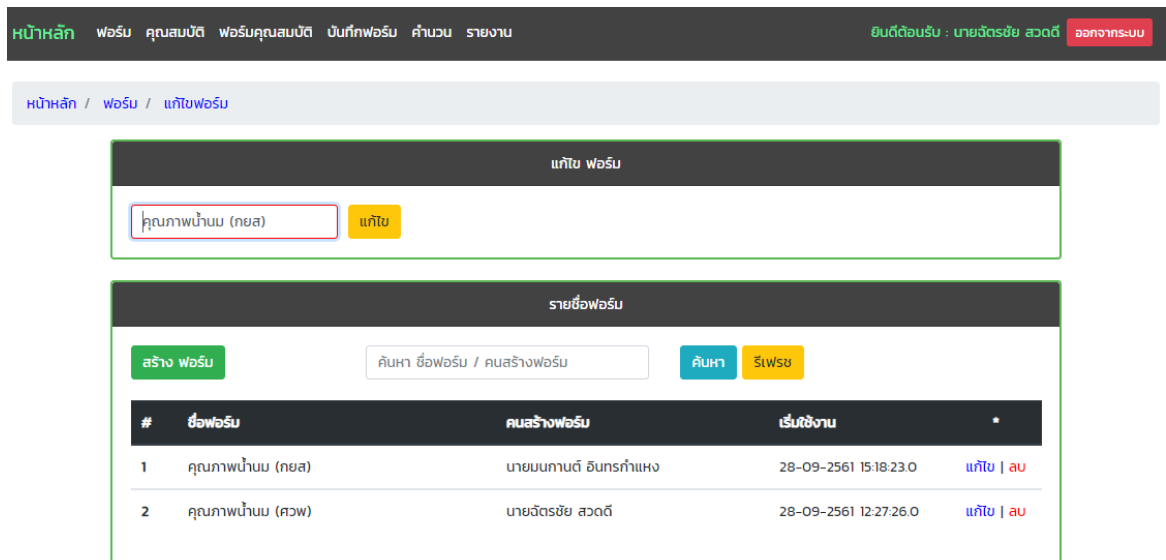 หน้าหลัก ฟอร์ม คุณสมบัติ ฟอร์มคุณสมบัติ บันทึกฟอร์ม คำนวน รายงาน ยินดีต้อนรับ : นายฉัตรชัย สวดดี ออกจากระบบ
หน้าหลัก / ฟอร์ม / แก้ไขฟอร์ม
แก้ไข ฟอร์ม
คุณภาพน้ำนม (กยส) แก้ไข
รายชื่อฟอร์ม
สร้าง ฟอร์ม ค้นหา ชื่อฟอร์ม / คนสร้างฟอร์ม ค้นหา รีเฟรช
# ชื่อฟอร์ม คนสร้างฟอร์ม เริ่มใช้งาน *
1 คุณภาพน้ำนม (กยส) นายมนกานต์ อินทรกำแหง 28-09-2561 15:18:23.0 แก้ไข | ลบ
2 คุณภาพน้ำนม (ศวพ) นายฉัตรชัย สวดดี 28-09-2561 12:27:26.0 แก้ไข | ลบ